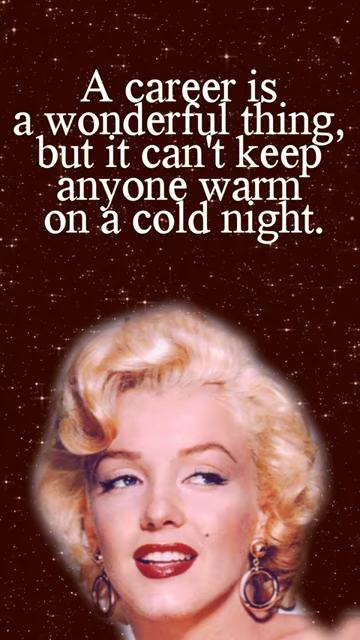 A career is
a wonderful thing,
but it can't keep
anyone warm
on a cold night.